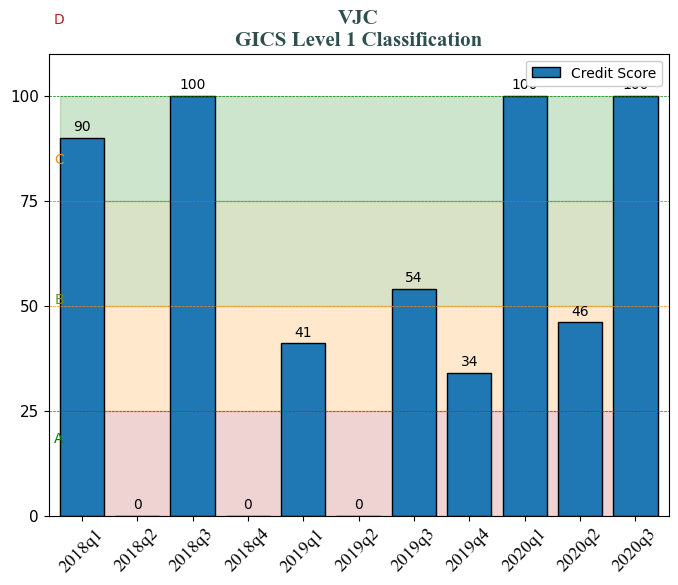 D
VJC
GICS Level 1 Classification
Credit Score
100
75
50
25
0
C
B
A
90
0
100
0
41
0
54
34
100
46
100
2018q1
2018q2
2018q3
2018q4
2019q1
2019q2
2019q3
2019q4
2020q1
2020q2
2020q3